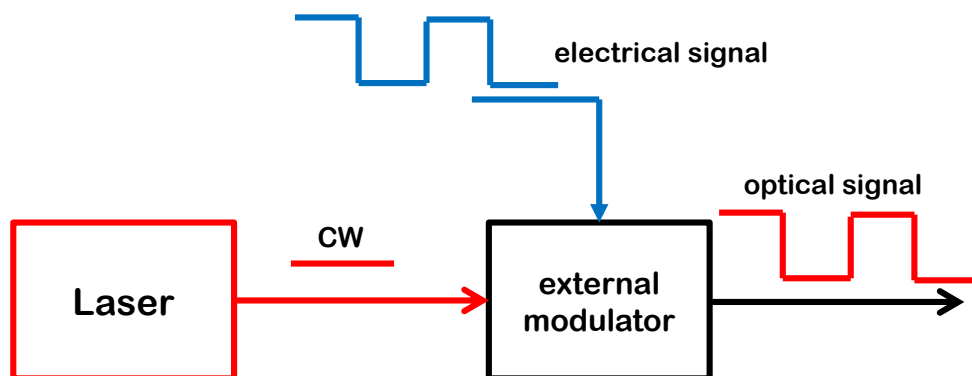 electrical signal
optical signal
CW
Laser
external
modulator